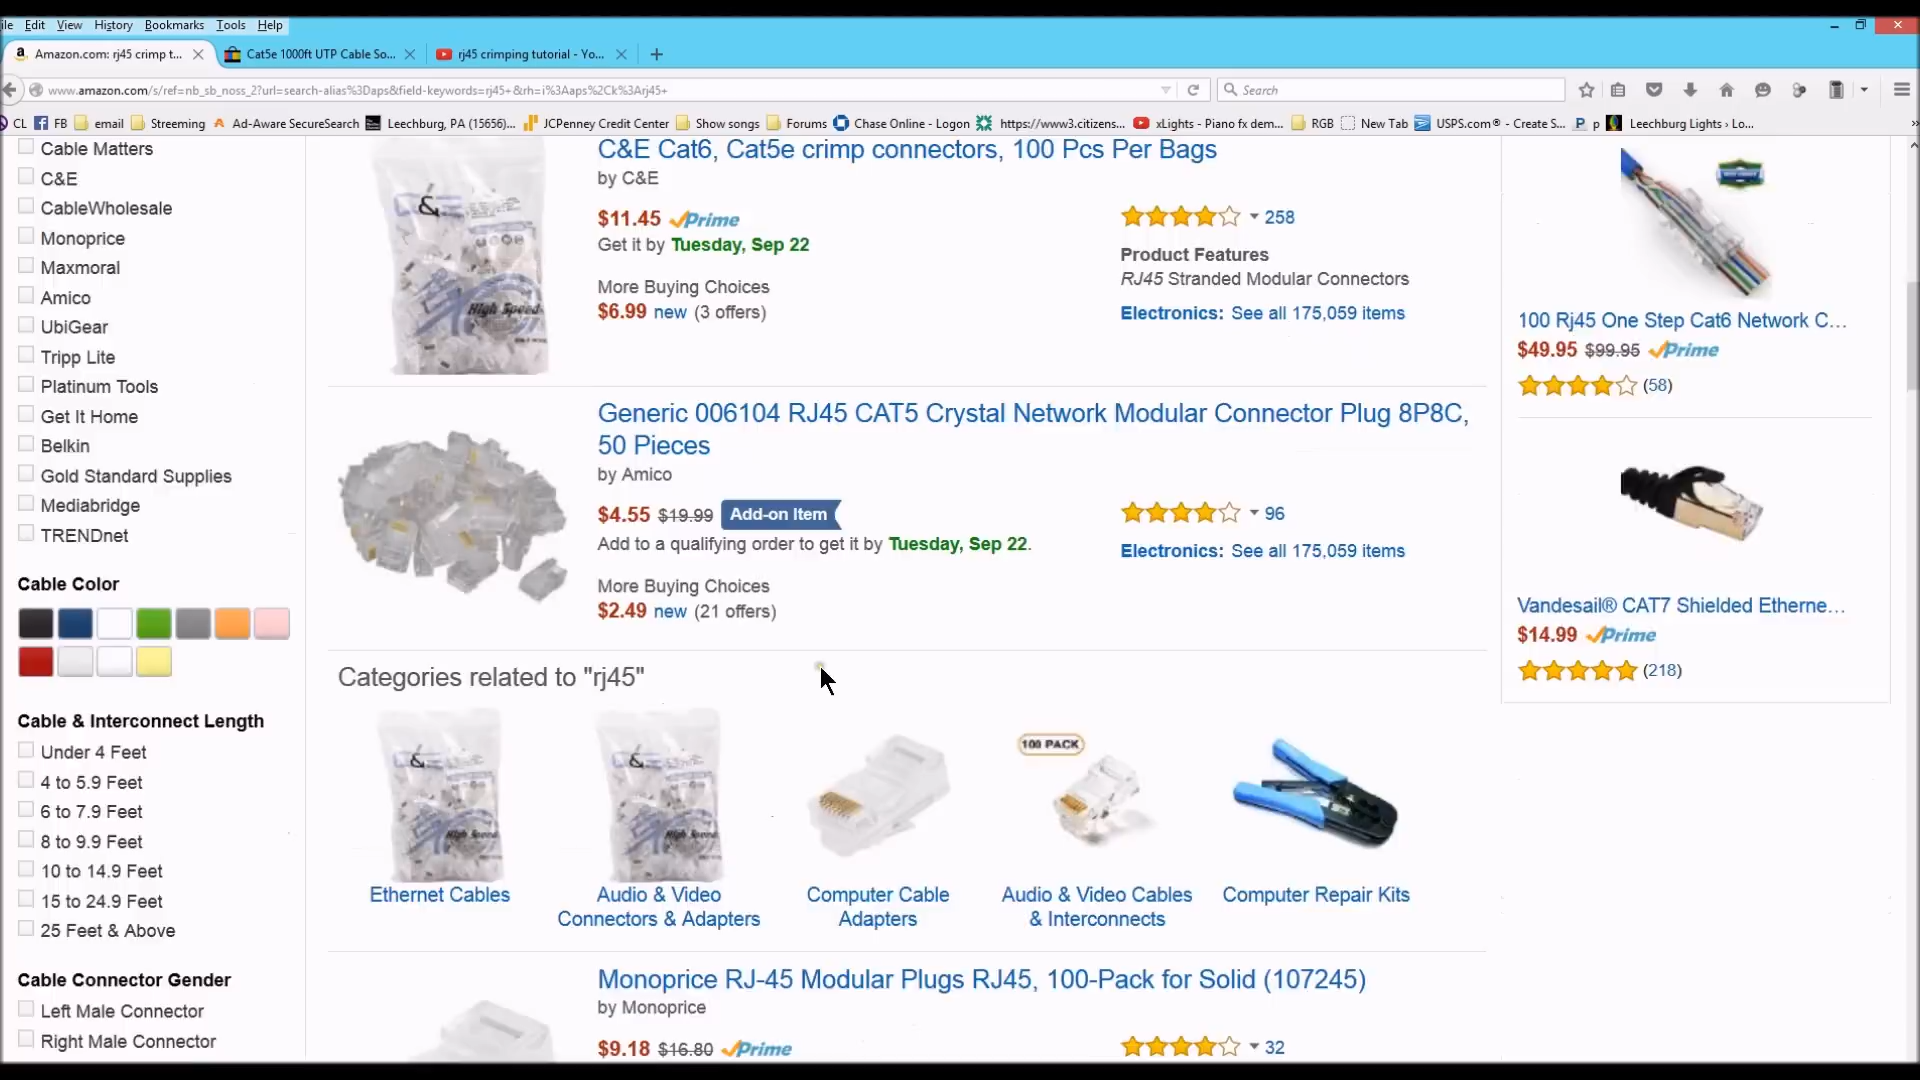 ile Edit View History Bookmarks Tools Help
Amazon.com: rj45 crimp t... Cat5e 1000ft UTP Cable So... rj45 crimping tutorial - Yo...
www.amazon.com/s/ref=nb_sb_noss_2?url=search-alias%3Daps&field-keywords=rj45+&rh=i%3Aaps%2Ck%3Arj45+ Search
CL FB email Streeming Ad-Aware SecureSearch Leechburg, PA (15656)... JCPenney Credit Center Show songs Forums Chase Online - Logon https://www3.citizens... xLights - Piano fx dem... RGB New Tab USPS.com® - Create S... P p Leechburg Lights › Lo...
Cable Matters
C&E
CableWholesale
Monoprice
Maxmoral
Amico
UbiGear
Tripp Lite
Platinum Tools
Get It Home
Belkin
Gold Standard Supplies
Mediabridge
TRENDnet
Cable Color
Cable & Interconnect Length
Under 4 Feet
4 to 5.9 Feet
6 to 7.9 Feet
8 to 9.9 Feet
10 to 14.9 Feet
15 to 24.9 Feet
25 Feet & Above
Cable Connector Gender
Left Male Connector
Right Male Connector
&
High Speed
C&E Cat6, Cat5e crimp connectors, 100 Pcs Per Bags
by C&E
$11.45 Prime
Get it by Tuesday, Sep 22
More Buying Choices
$6.99 new (3 offers)
258
Product Features
RJ45 Stranded Modular Connectors
Electronics: See all 175,059 items
Generic 006104 RJ45 CAT5 Crystal Network Modular Connector Plug 8P8C,
50 Pieces
by Amico
$4.55 $19.99 Add-on Item
Add to a qualifying order to get it by Tuesday, Sep 22.
More Buying Choices
$2.49 new (21 offers)
96
Electronics: See all 175,059 items
Categories related to "rj45"
&
High Speed
&
High Speed
100 PACK
Ethernet Cables
Audio & Video
Connectors & Adapters
Computer Cable
Adapters
Audio & Video Cables
& Interconnects
Computer Repair Kits
Monoprice RJ-45 Modular Plugs RJ45, 100-Pack for Solid (107245)
by Monoprice
$9.18 $16.80 Prime
32
100 Rj45 One Step Cat6 Network C...
$49.95 $99.95 Prime
(58)
Vandesail® CAT7 Shielded Etherne...
$14.99 Prime
(218)